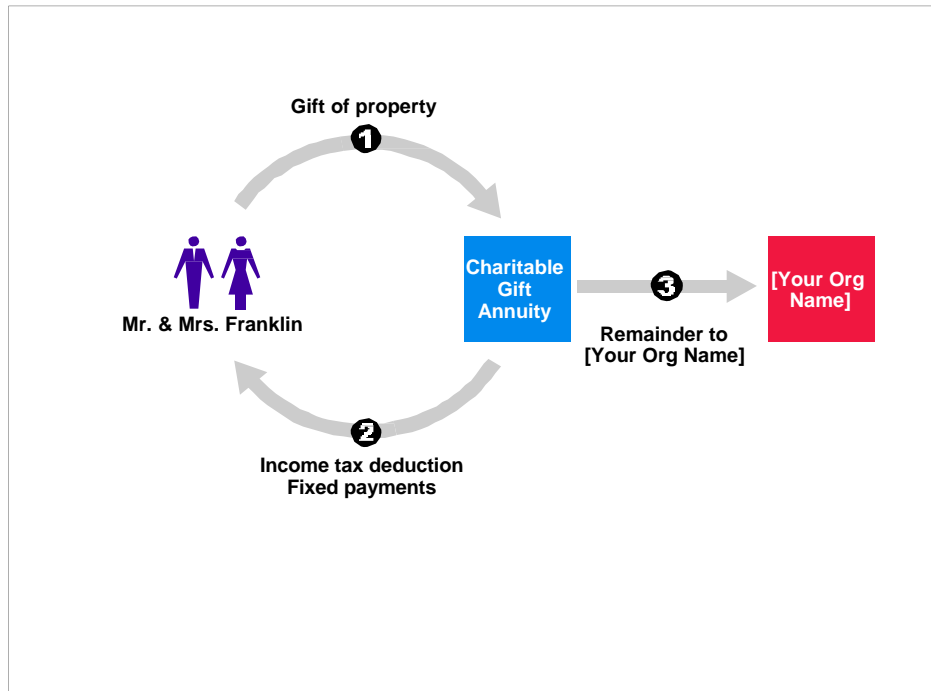 Gift of property
1
Mr. & Mrs. Franklin
Charitable
Gift
Annuity
3
[Your Org
Name]
Remainder to
[Your Org Name]
2
Income tax deduction
Fixed payments